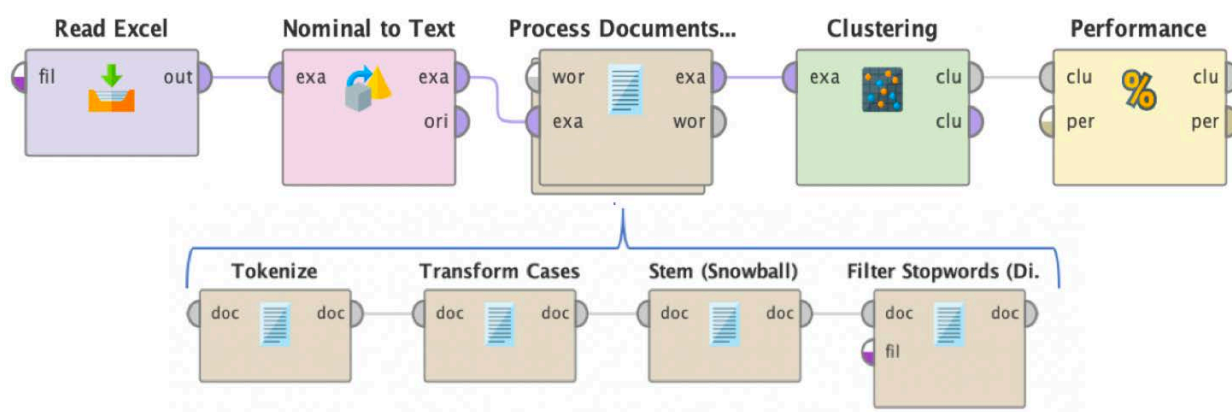 Read Excel
Nominal to Text
Process Documents...
Clustering
Performance
fil out
exa exa
ori
wor exa
exa wor
exa clu
clu
clu clu
per per
%
Tokenize
Transform Cases
Stem (Snowball)
Filter Stopwords (Di.
doc doc
doc doc
doc doc
doc doc
fil